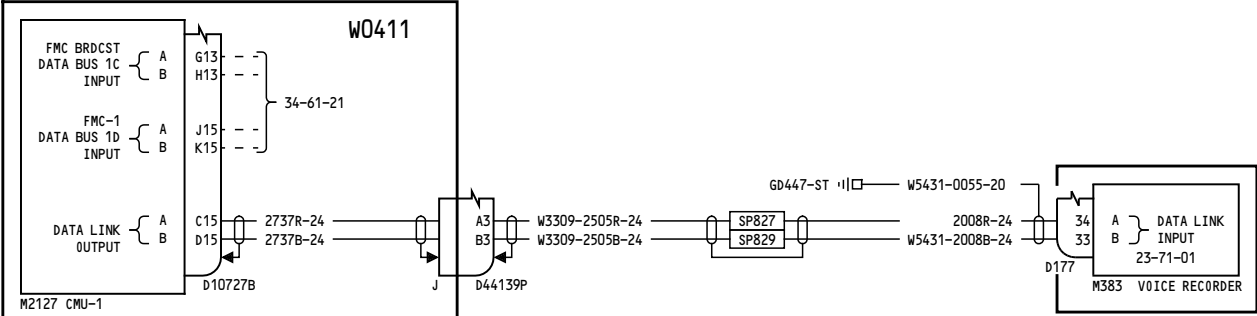 W0411
FMC BRDCST
DATA BUS 1C
INPUT
A
B
G13
H13
34-61-21
FMC-1
DATA BUS 1D
INPUT
A
B
J15
K15
DATA LINK
OUTPUT
A
B
C15
D15
2737R-24
2737B-24
D10727B
M2127 CMU-1
J
A3
B3
D44139P
W3309-2505R-24
W3309-2505B-24
SP827
SP829
GD447-ST
W5431-0055-20
2008R-24
W5431-2008B-24
34
33
D177
A
B
DATA LINK
INPUT
23-71-01
M383 VOICE RECORDER